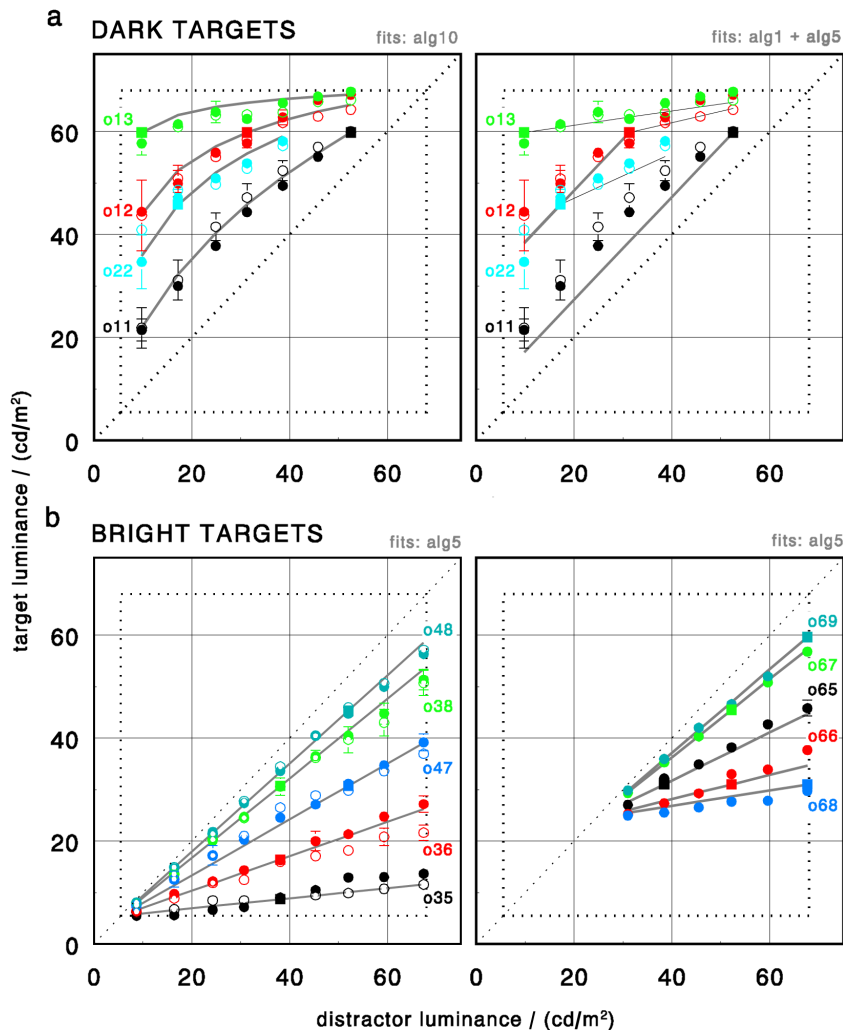 a
DARK TARGETS
fits: alg10
fits: alg1 + alg5
o13
o12
o22
o11
60
40
20
0
0
20
40
60
o13
o12
o22
o11
0
20
40
60
target luminance / (cd/m²)
b
BRIGHT TARGETS
fits: alg5
fits: alg5
o48
o38
o47
o36
o35
60
40
20
0
0
20
40
60
o69
o67
o65
o66
o68
0
20
40
60
distractor luminance / (cd/m²)